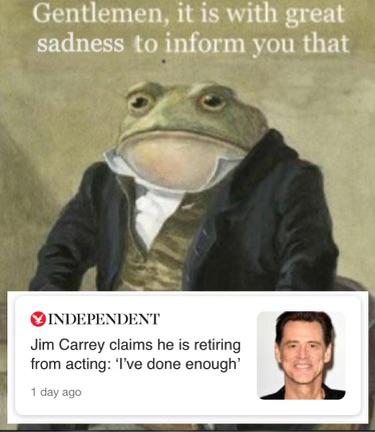 Gentlemen, it is with great
sadness to inform you that
INDEPENDENT
Jim Carrey claims he is retiring
from acting: ‘I’ve done enough’
1 day ago